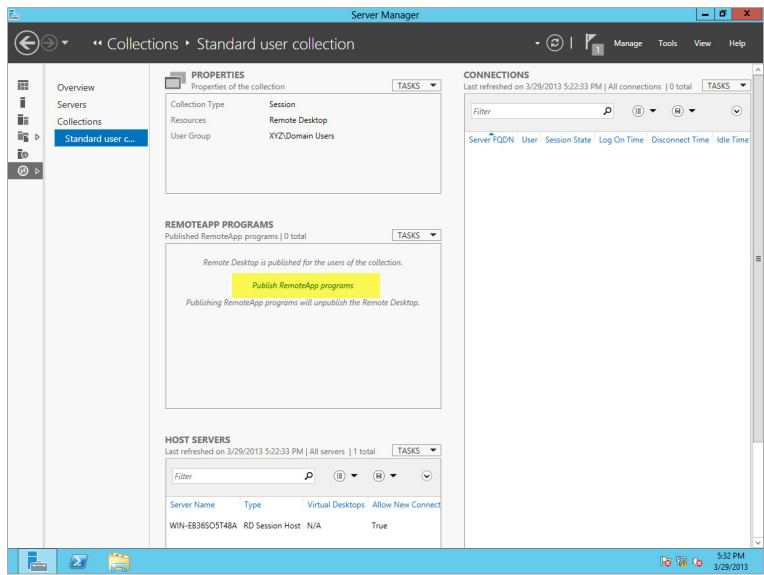 Server Manager
Collections Standard user collection
1 Manage Tools View Help
Overview
Servers
Collections
Standard user c...
PROPERTIES
Properties of the collection
TASKS
Collection Type Session
Resources Remote Desktop
User Group XYZ\Domain Users
REMOTEAPP PROGRAMS
Published RemoteApp programs | 0 total
TASKS
Remote Desktop is published for the users of the collection.
Publish RemoteApp programs
Publishing RemoteApp programs will unpublish the Remote Desktop.
HOST SERVERS
Last refreshed on 3/29/2013 5:22:33 PM | All servers | 1 total
TASKS
Filter
Server Name Type Virtual Desktops Allow New Connect
WIN-EB36SO5T48A RD Session Host N/A True
CONNECTIONS
Last refreshed on 3/29/2013 5:22:33 PM | All connections | 0 total
TASKS
Filter
Server FQDN User Session State Log On Time Disconnect Time Idle Time
5:32 PM
3/29/2013